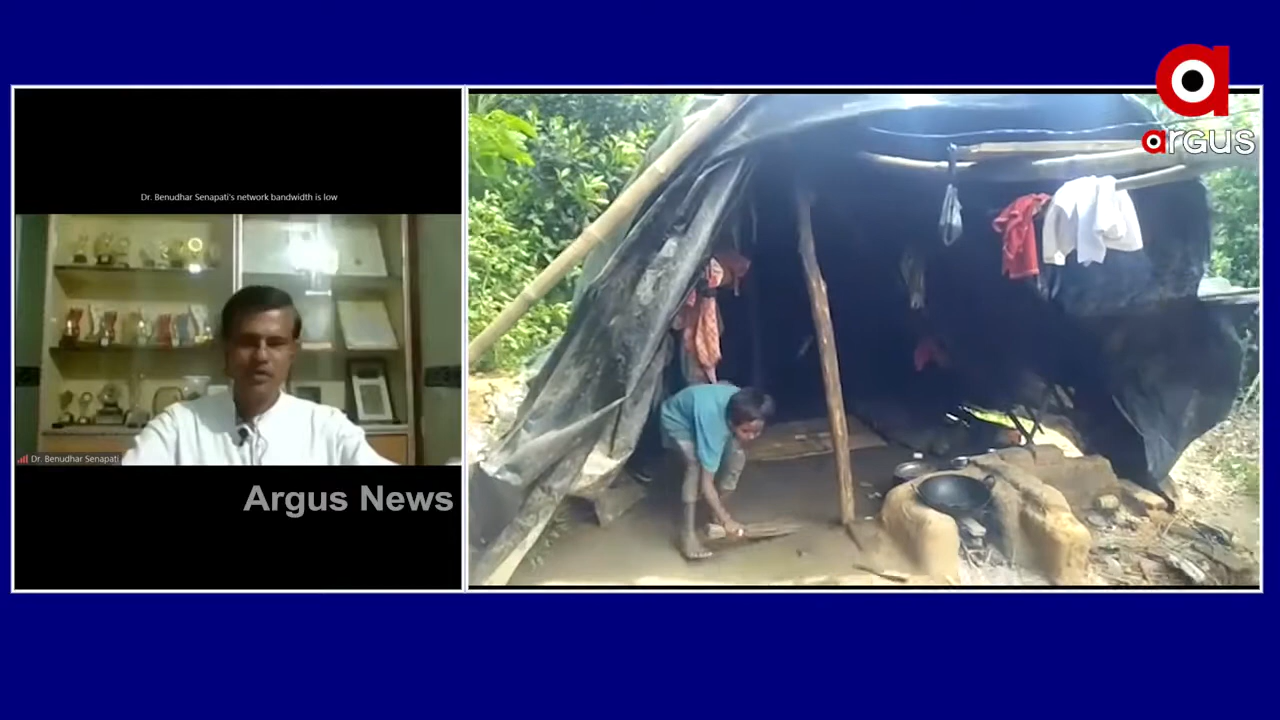 argus
Dr. Benudhar Senapati's network bandwidth is low
Dr. Benudhar Senapati
Argus News